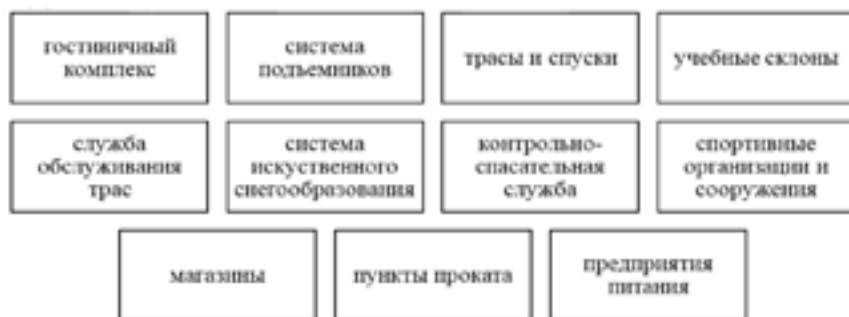 гостиничный
комплекс
система
подъемников
трасы и спуски
учебные склоны
служба
обслуживания
трас
система
искуственного
снегообразования
контрольно-
спасательная
служба
спортивные
организации и
сооружения
магазины
пункты проката
предприятия
питания